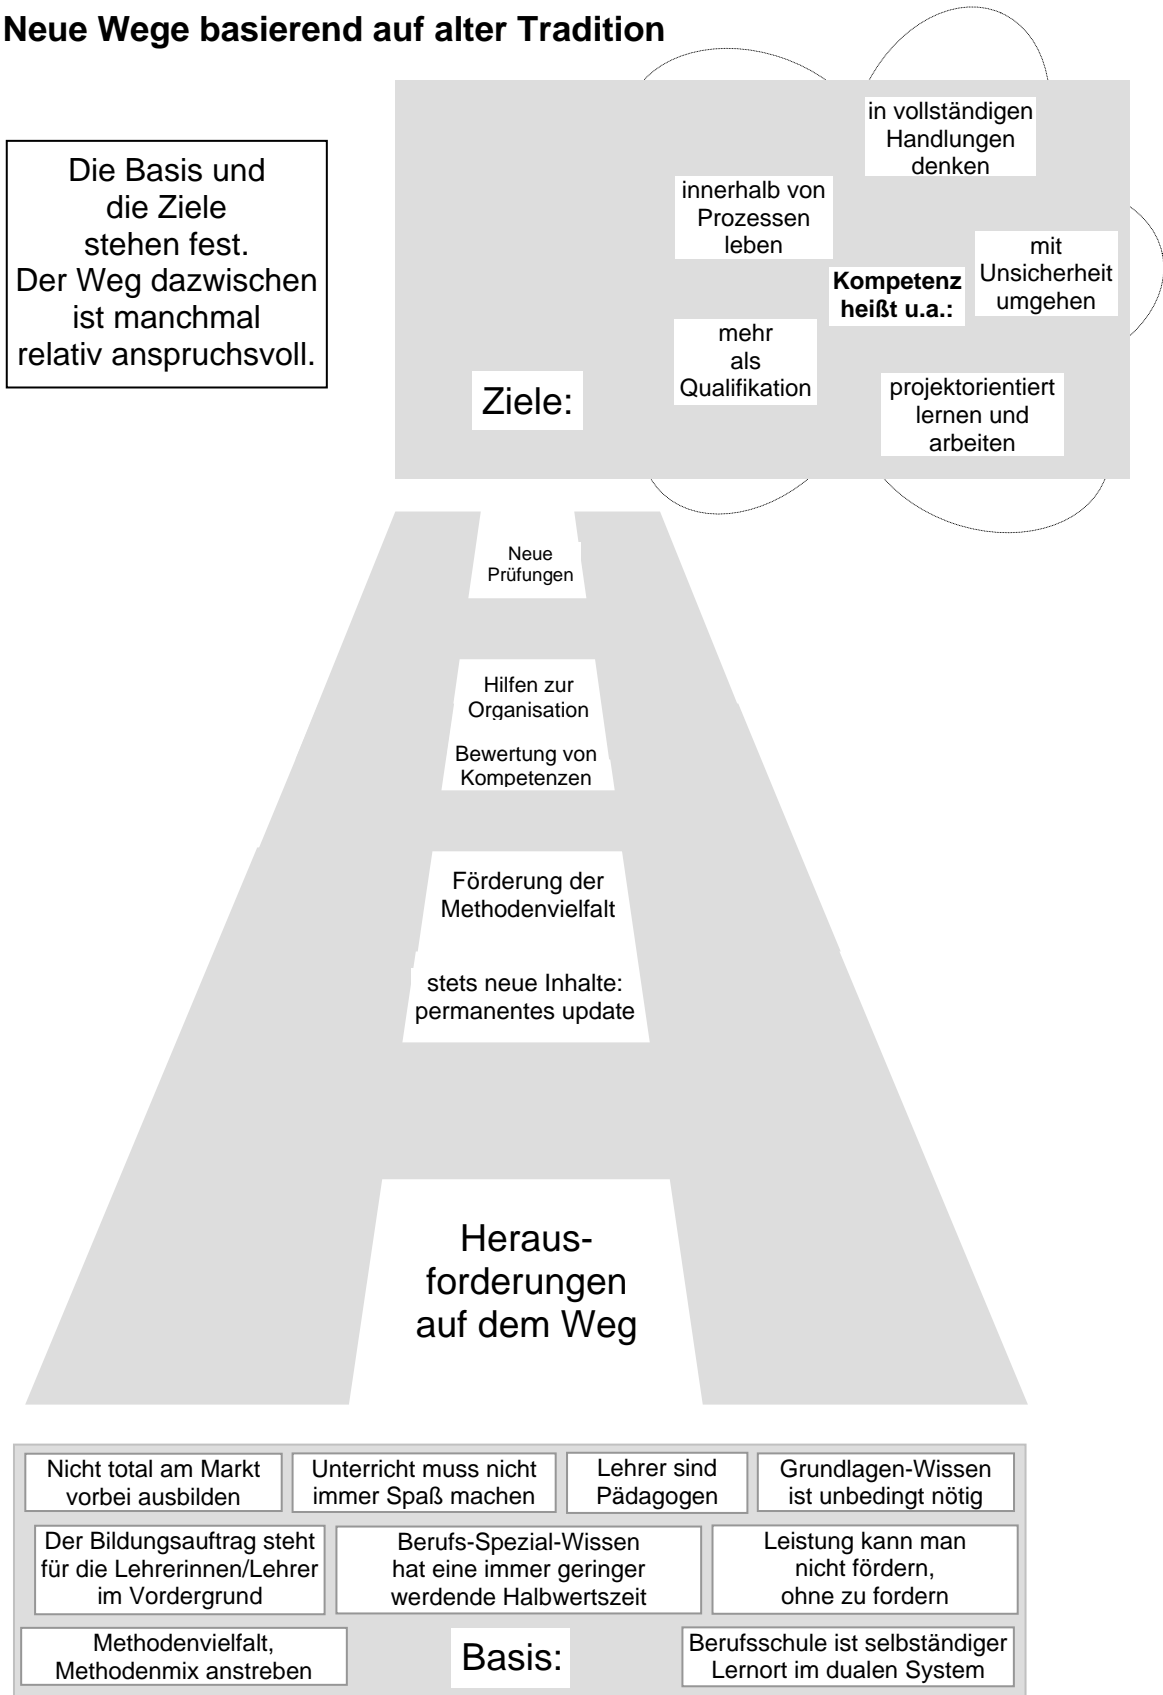 Neue Wege basierend auf alter Tradition
Die Basis und
die Ziele
stehen fest.
Der Weg dazwischen
ist manchmal
relativ anspruchsvoll.
in vollständigen
Handlungen
denken
innerhalb von
Prozessen
leben
mit
Unsicherheit
umgehen
Kompetenz
heißt u.a.:
mehr
als
Qualifikation
projektorientiert
lernen und
arbeiten
Ziele:
Neue
Prüfungen
Hilfen zur
Organisation
Bewertung von
Kompetenzen
Förderung der
Methodenvielfalt
stets neue Inhalte:
permanentes update
Heraus-
forderungen
auf dem Weg
Nicht total am Markt
vorbei ausbilden
Unterricht muss nicht
immer Spaß machen
Lehrer sind
Pädagogen
Grundlagen-Wissen
ist unbedingt nötig
Der Bildungsauftrag steht
für die Lehrerinnen/Lehrer
im Vordergrund
Berufs-Spezial-Wissen
hat eine immer geringer
werdende Halbwertszeit
Leistung kann man
nicht fördern,
ohne zu fordern
Methodenvielfalt,
Methodenmix anstreben
Basis:
Berufsschule ist selbständiger
Lernort im dualen System